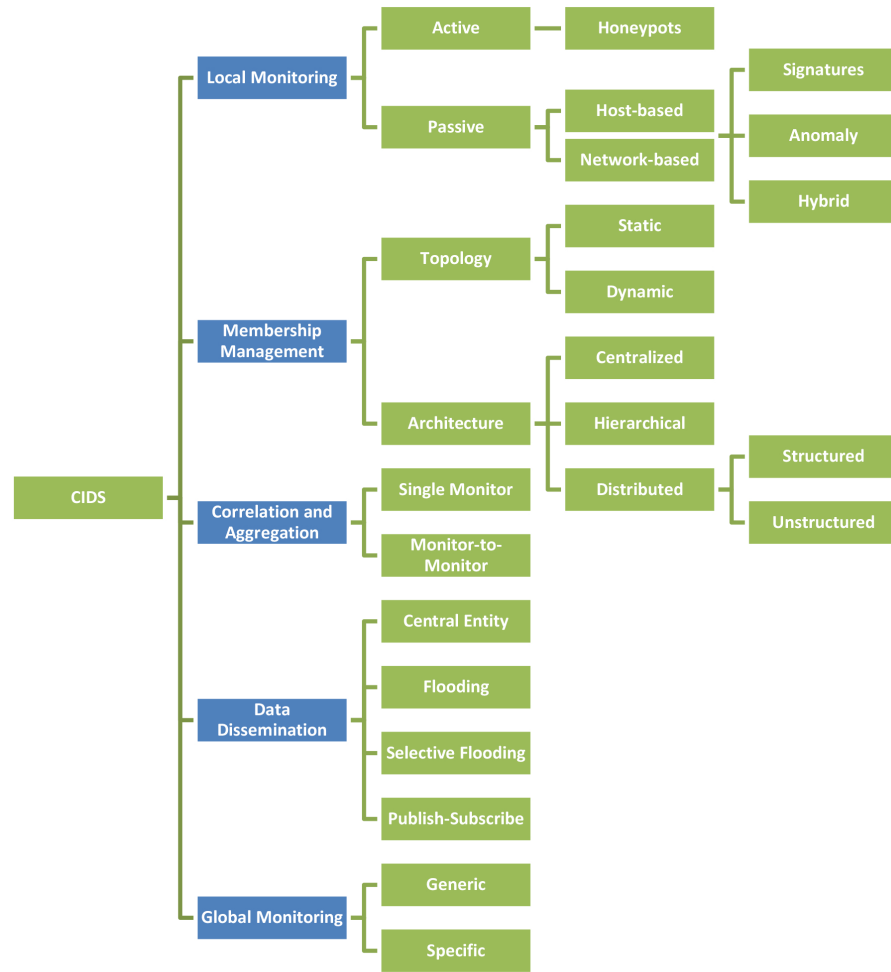 CIDS
Local Monitoring
Active
Honeypots
Passive
Host-based
Network-based
Signatures
Anomaly
Hybrid
Membership
Management
Topology
Static
Dynamic
Architecture
Centralized
Hierarchical
Distributed
Structured
Unstructured
Correlation and
Aggregation
Single Monitor
Monitor-to-
Monitor
Data
Dissemination
Central Entity
Flooding
Selective Flooding
Publish-Subscribe
Global Monitoring
Generic
Specific